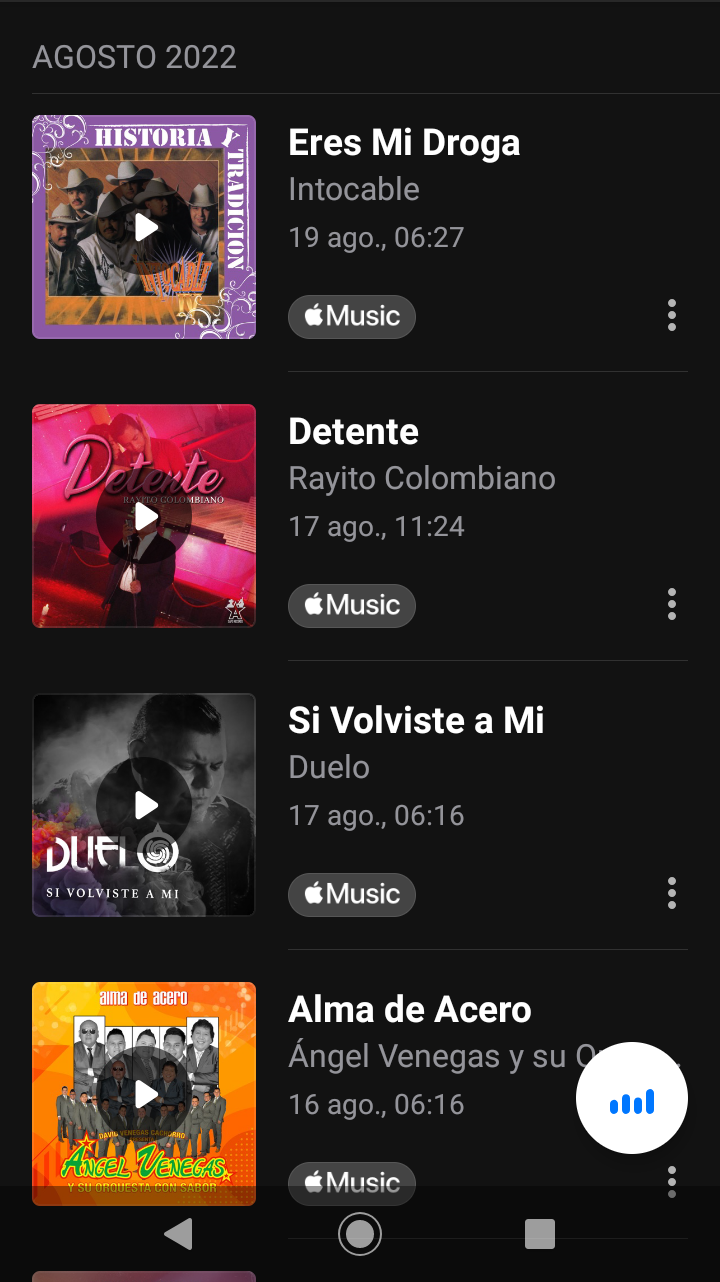 AGOSTO 2022
HISTORIA Y
TRADICION
INTOCABLE
Eres Mi Droga
Intocable
19 ago., 06:27
Music
Detente
RAYITO COLOMBIANO
Detente
Rayito Colombiano
17 ago., 11:24
Music
DUELO
SI VOLVISTE A MI
Si Volviste a Mi
Duelo
17 ago., 06:16
Music
alma de acero
DAVID VENEGAS CACHORRO
ANGEL VENEGAS
Y SU ORQUESTA CON SABOR
Alma de Acero
Ángel Venegas y su O
16 ago., 06:16
Music